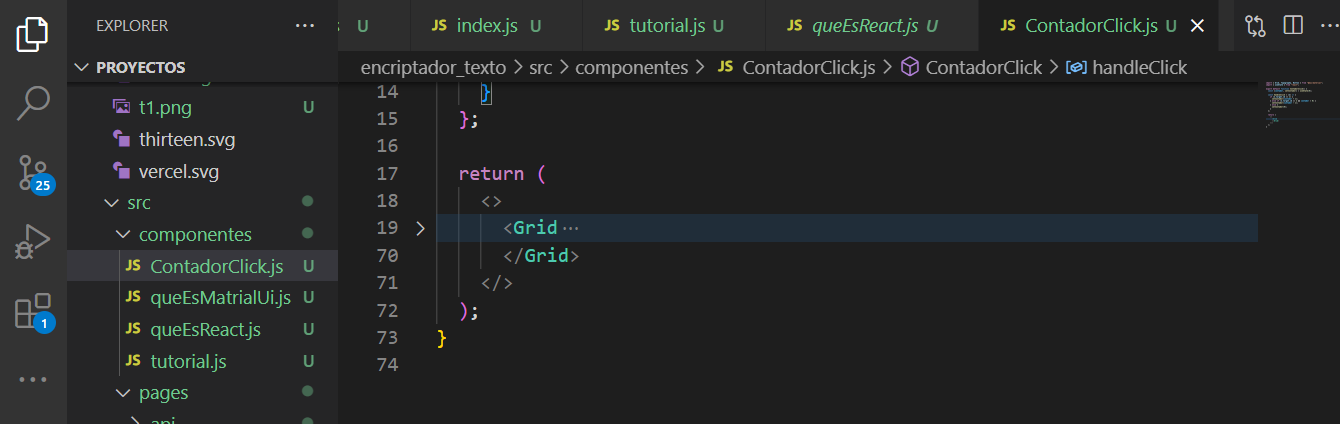 EXPLORER ...
PROYECTOS
t1.png U
thirteen.svg
vercel.svg
src
componentes
JS ContadorClick.js U
JS queEsMatrialUi.js U
JS queEsReact.js U
JS tutorial.js U
pages
api
25
1
U JS index.js U JS tutorial.js U JS queEsReact.js U JS ContadorClick.js U
encriptador_texto > src > componentes > JS ContadorClick.js > ContadorClick > handleClick
14 }
15 };
16
17 return (
18 <>
19 <Grid ...
70 </Grid>
71 </>
72 );
73 }
74